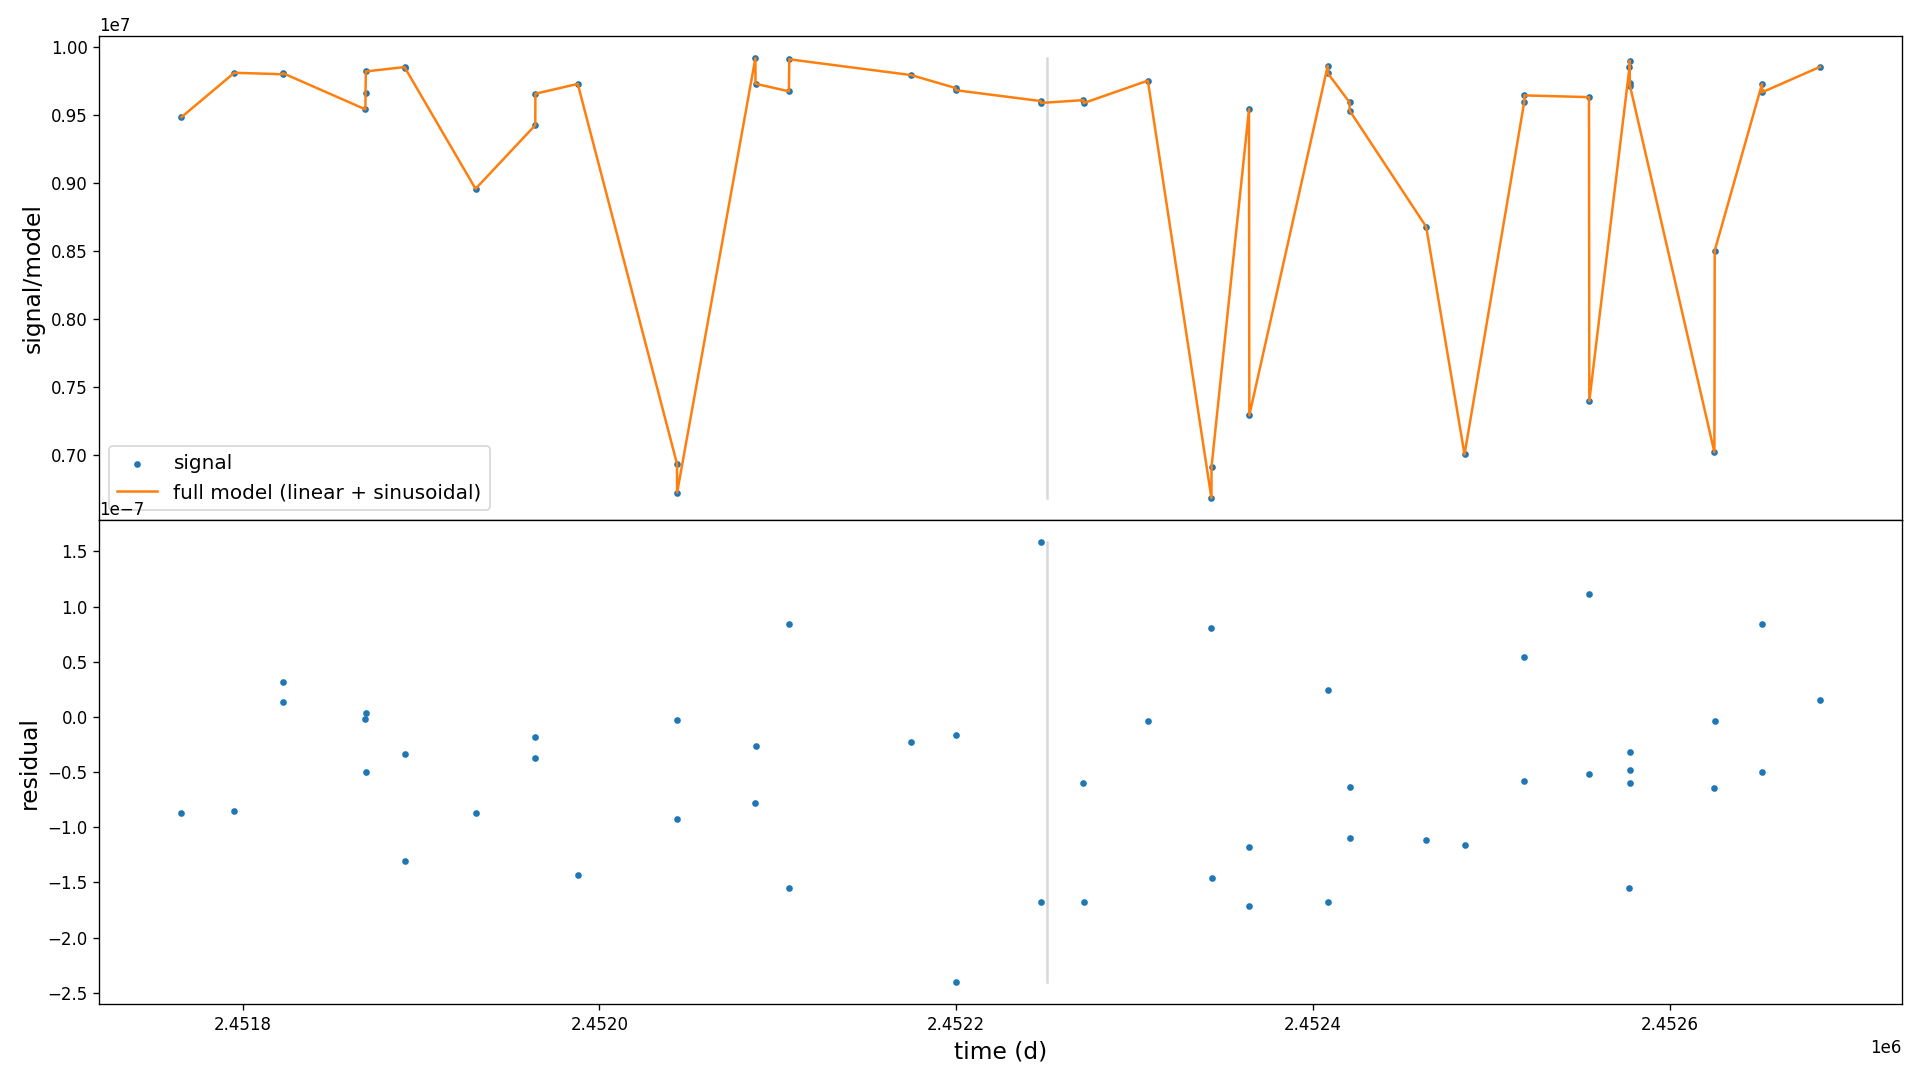 1e7
1.00
0.95
0.90
0.85
0.80
0.75
0.70
signal/model
signal
full model (linear + sinusoidal)
1e−7
1.5
1.0
0.5
0.0
−0.5
−1.0
−1.5
−2.0
−2.5
residual
2.4518
2.4520
2.4522
2.4524
2.4526
1e6
time (d)